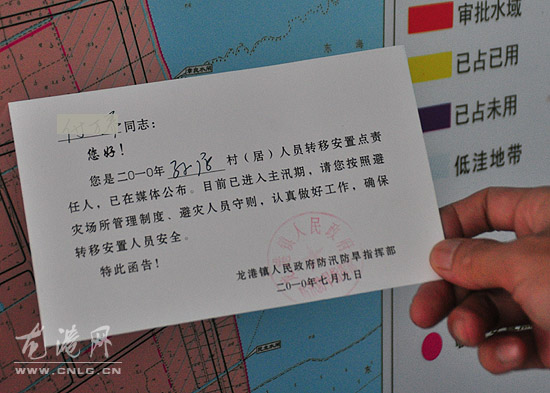 审批水域
已占已用
已占未用
低洼地带
东海
同志：
您好！
您是二○一○年 村（居）人员转移安置点责
任人，已在媒体公布。目前已进入主汛期，请您按照避
灾场所管理制度、避灾人员守则，认真做好工作，确保
转移安置人员安全。
特此函告！
龙港镇人民政府防汛防旱指挥部
二○一○年七月九日
龙港网
www.CNLG.CN